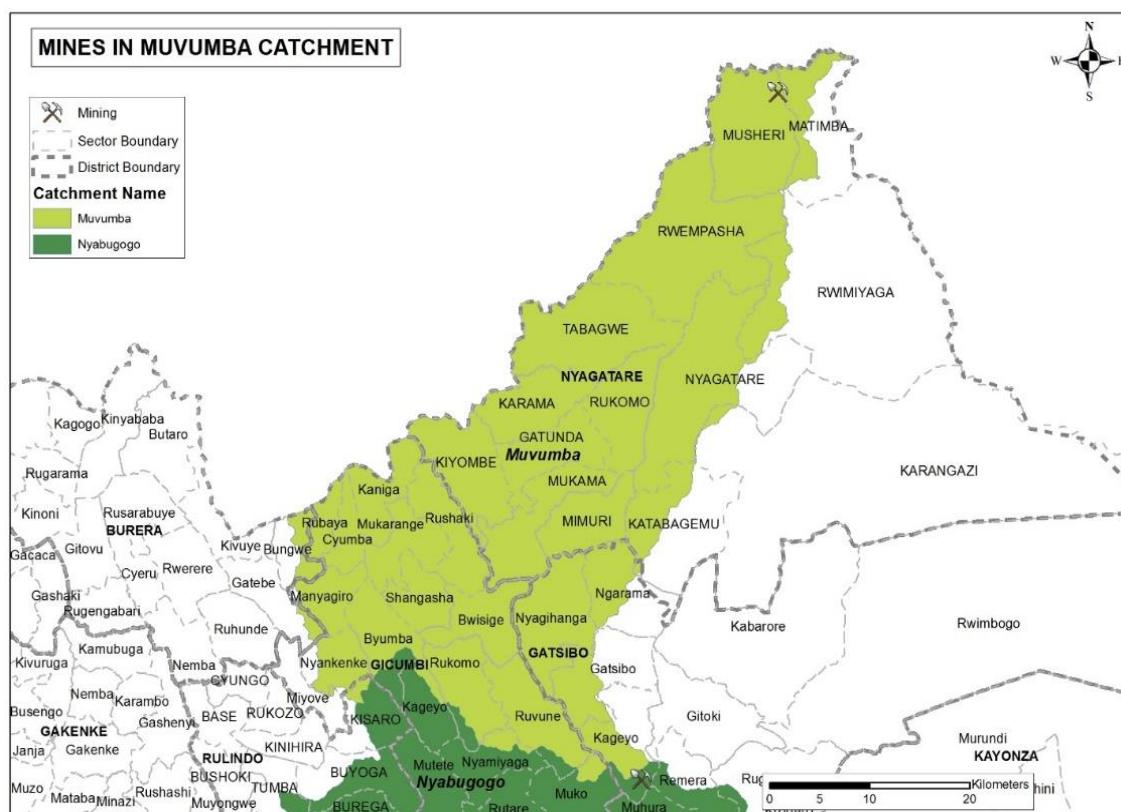 MINES IN MUVUMBA CATCHMENT
N
W
E
S
Mining
Sector Boundary
District Boundary
Catchment Name
Muvumba
Nyabugogo
MUSHERI
MATIMBA
RWEMPASHA
RWIMIYAGA
TABAGWE
NYAGATARE
NYAGATARE
KARAMA
RUKOMO
Kagogo
Kinyababa
Butaro
GATUNDA
Muvumba
KIYOMBE
KARANGAZI
Rugarama
Kaniga
MUKAMA
Kinoni
Rusarabuye
BURERA
Rubaya
Mukarange
Rushaki
Cyumba
MIMURI
KATABAGEMU
Gacaca
Gitovu
Kivuye
Bungwe
Cyeru
Rwerere
Gatebe
Gashaki
Rugengabari
Manyagiro
Shangasha
Ngarama
Nyagihanga
Bwisige
Kabarore
Rwimbogo
Ruhunde
Byumba
Kamubuga
Kivuruga
Nemba
Nyankenke
GICUMBI
Rukomo
GATSIBO
Gatsibo
CYUNGO
Nemba
Karambo
Miyove
Kageyo
Busengo
Gashenyi
BASE
RUKOZO
KISARO
Ruvune
Gitoki
GAKENKE
Janja
Gakenke
KINIHIRA
Kageyo
Murundi
KAYONZA
RULINDO
BUSHOKI
BUYOGA
Mutete
Nyamiyaga
Nyabugogo
Remera
Muzo
Mataba
Minazi
Rushashi
Muyongwe
TUMBA
BUREGA
Rutare
Muko
Muhura
Kilometers
0 5 10 20